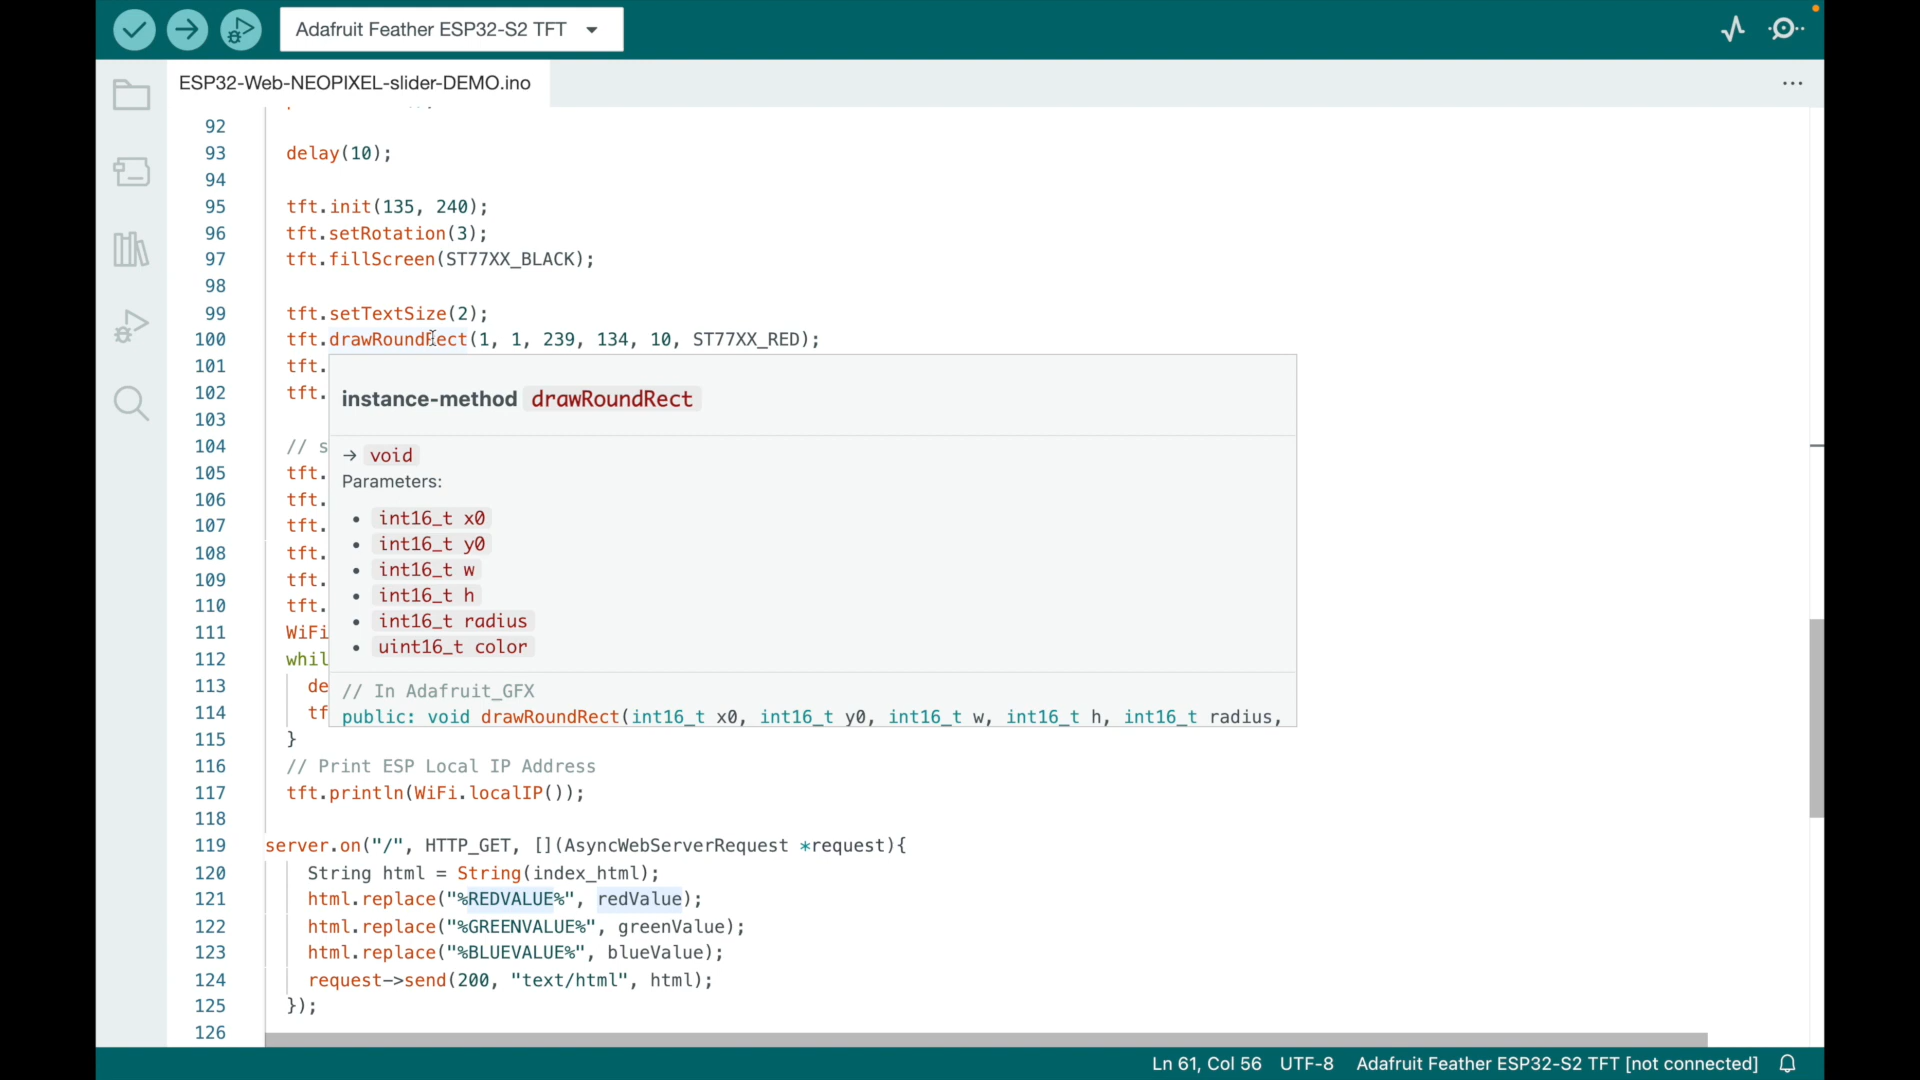 Adafruit Feather ESP32-S2 TFT
ESP32-Web-NEOPIXEL-slider-DEMO.ino
92
93 delay(10);
94
95 tft.init(135, 240);
96 tft.setRotation(3);
97 tft.fillScreen(ST77XX_BLACK);
98
99 tft.setTextSize(2);
100 tft.drawRoundRect(1, 1, 239, 134, 10, ST77XX_RED);
101 tft.
102 tft.
103
104 // s
105 tft.
106 tft.
107 tft.
108 tft.
109 tft.
110 tft.
111 WiFi
112 whil
113 de
114 tf
instance-method drawRoundRect
→ void
Parameters:
• int16_t x0
• int16_t y0
• int16_t w
• int16_t h
• int16_t radius
• uint16_t color
// In Adafruit_GFX
public: void drawRoundRect(int16_t x0, int16_t y0, int16_t w, int16_t h, int16_t radius,
115 }
116 // Print ESP Local IP Address
117 tft.println(WiFi.localIP());
118
119 server.on("/", HTTP_GET, [](AsyncWebServerRequest *request){
120 String html = String(index_html);
121 html.replace("%REDVALUE%", redValue);
122 html.replace("%GREENVALUE%", greenValue);
123 html.replace("%BLUEVALUE%", blueValue);
124 request->send(200, "text/html", html);
125 });
126
Ln 61, Col 56 UTF-8 Adafruit Feather ESP32-S2 TFT [not connected]